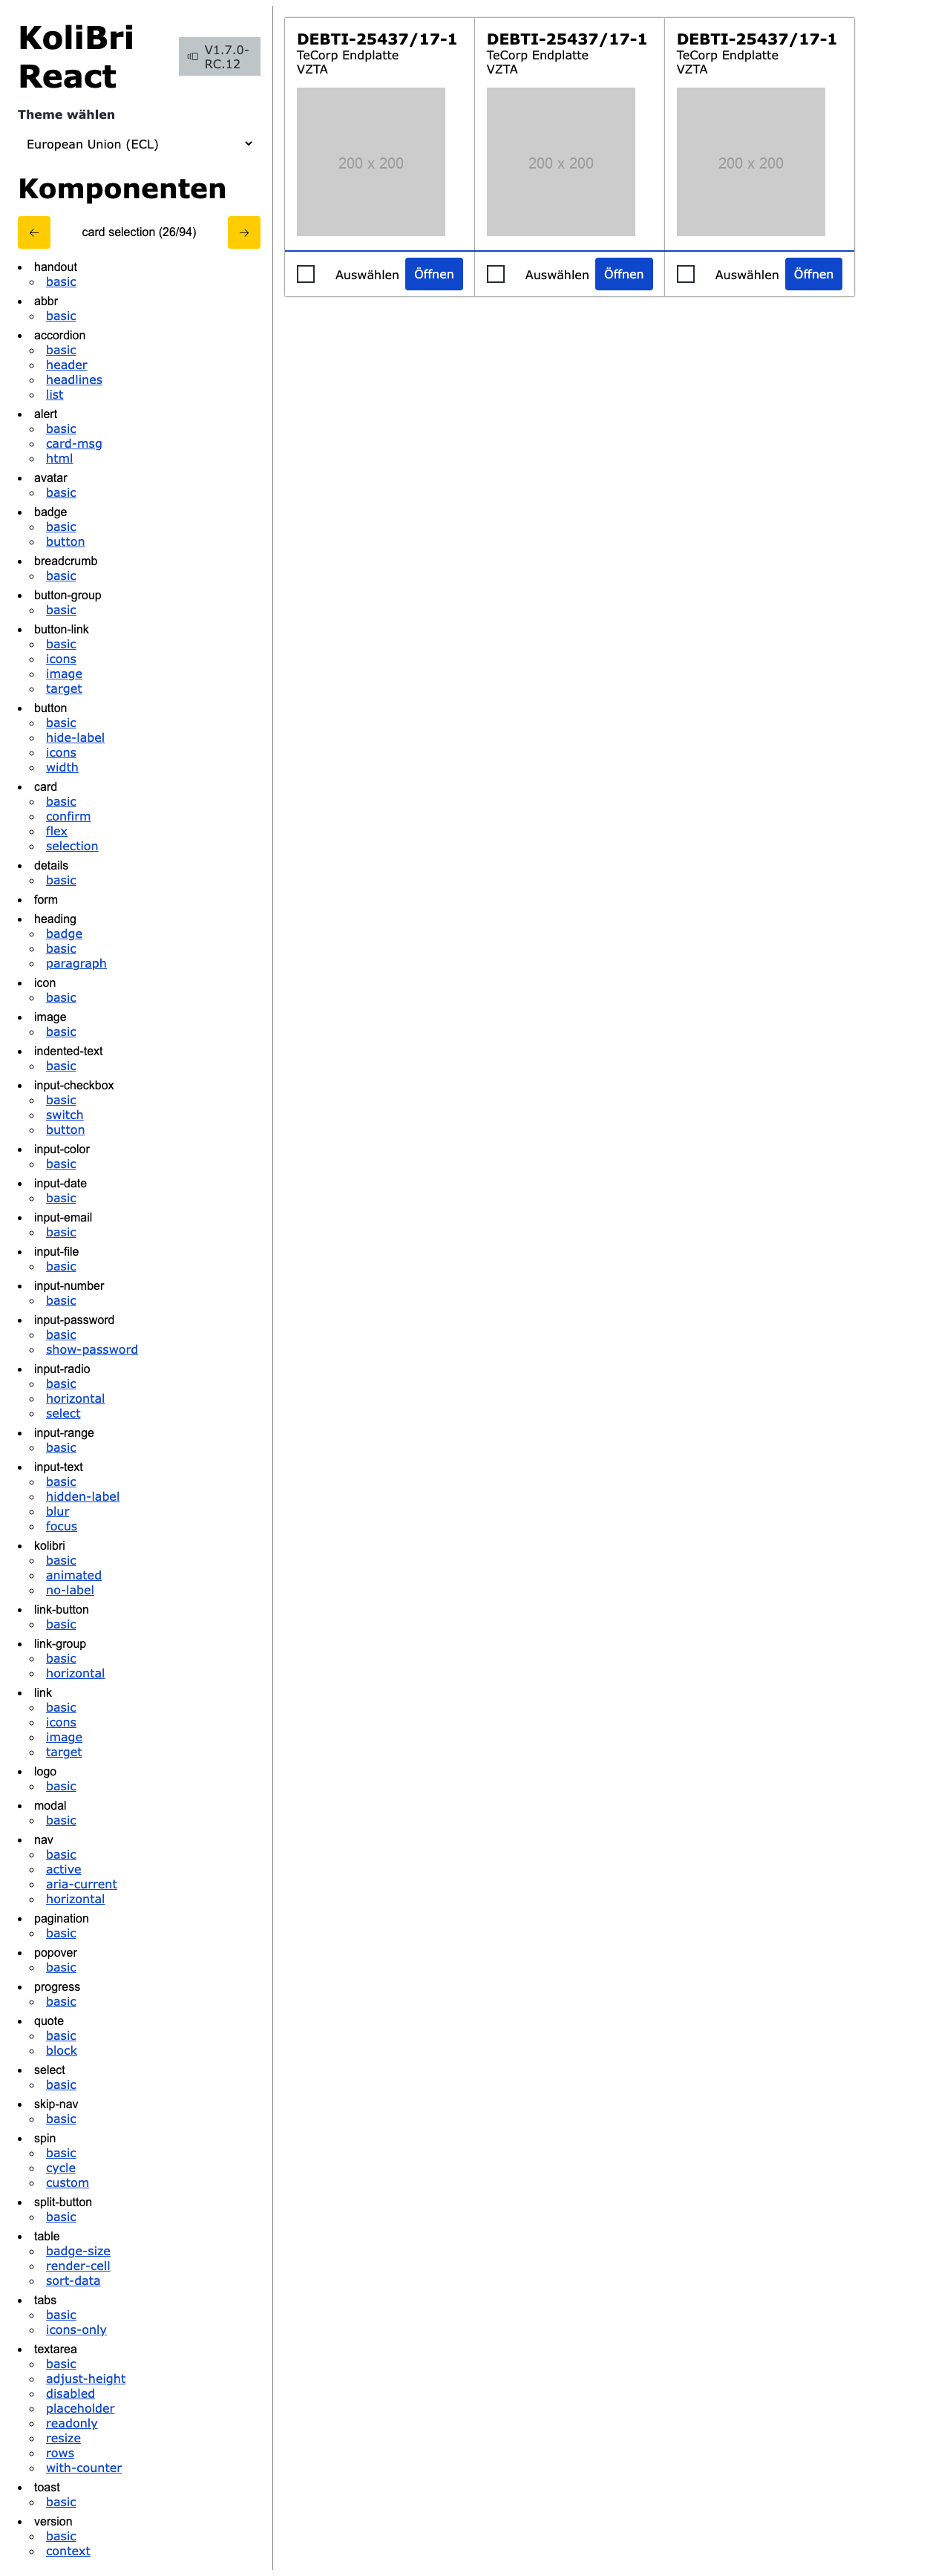 KoliBri
React
V1.7.0-
RC.12
Theme wählen
European Union (ECL)
Komponenten
← card selection (26/94) →
handout
basic
abbr
basic
accordion
basic
header
headlines
list
alert
basic
card-msg
html
avatar
basic
badge
basic
button
breadcrumb
basic
button-group
basic
button-link
basic
icons
image
target
button
basic
hide-label
icons
width
card
basic
confirm
flex
selection
details
basic
form
heading
badge
basic
paragraph
icon
basic
image
basic
indented-text
basic
input-checkbox
basic
switch
button
input-color
basic
input-date
basic
input-email
basic
input-file
basic
input-number
basic
input-password
basic
show-password
input-radio
basic
horizontal
select
input-range
basic
input-text
basic
hidden-label
blur
focus
kolibri
basic
animated
no-label
link-button
basic
link-group
basic
horizontal
link
basic
icons
image
target
logo
basic
modal
basic
nav
basic
active
aria-current
horizontal
pagination
basic
popover
basic
progress
basic
quote
basic
block
select
basic
skip-nav
basic
spin
basic
cycle
custom
split-button
basic
table
badge-size
render-cell
sort-data
tabs
basic
icons-only
textarea
basic
adjust-height
disabled
placeholder
readonly
resize
rows
with-counter
toast
basic
version
basic
context
DEBTI-25437/17-1
TeCorp Endplatte
VZTA
200 x 200
Auswählen Öffnen
DEBTI-25437/17-1
TeCorp Endplatte
VZTA
200 x 200
Auswählen Öffnen
DEBTI-25437/17-1
TeCorp Endplatte
VZTA
200 x 200
Auswählen Öffnen